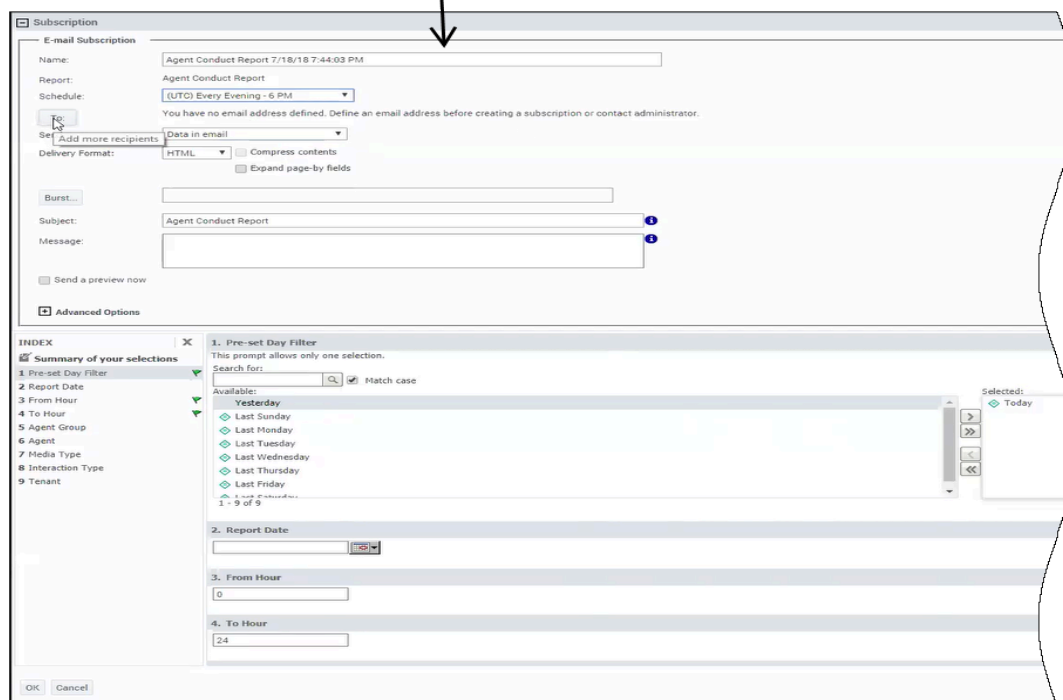 Subscription
E-mail Subscription
Name: Agent Conduct Report 7/18/18 7:44:03 PM
Report: Agent Conduct Report
Schedule: (UTC) Every Evening - 6 PM
To: You have no email address defined. Define an email address before creating a subscription or contact administrator.
Add more recipients
Data in email
Delivery Format: HTML Compress contents
Expand page-by fields
Burst...
Subject: Agent Conduct Report
Message:
Send a preview now
Advanced Options
INDEX
Summary of your selections
1 Pre-set Day Filter
2 Report Date
3 From Hour
4 To Hour
5 Agent Group
6 Agent
7 Media Type
8 Interaction Type
9 Tenant
1. Pre-set Day Filter
This prompt allows only one selection.
Search for:
Match case
Available:
Yesterday
Last Sunday
Last Monday
Last Tuesday
Last Wednesday
Last Thursday
Last Friday
Last Saturday
1 - 9 of 9
Selected:
Today
2. Report Date
3. From Hour
0
4. To Hour
24
OK Cancel